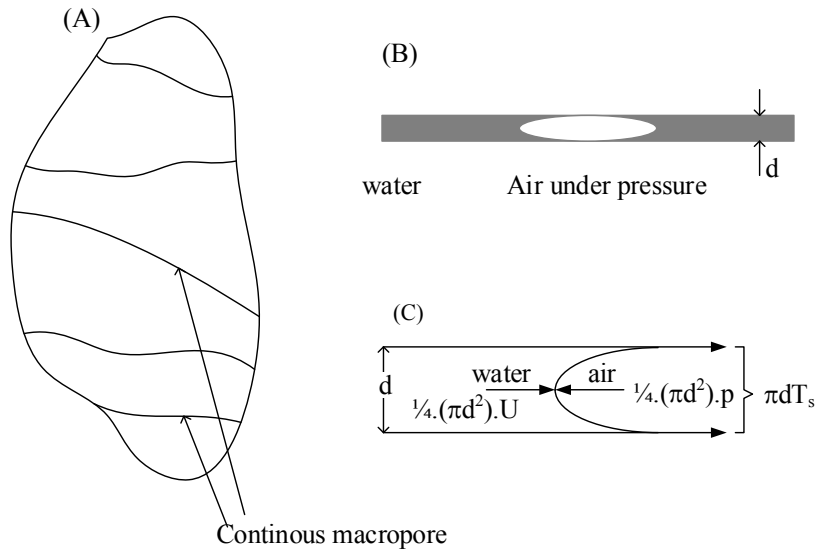 (A)
(B)
d
water Air under pressure
(C)
d
water air
¼.(πd²).U ¼.(πd²).p πdTₛ
Continous macropore